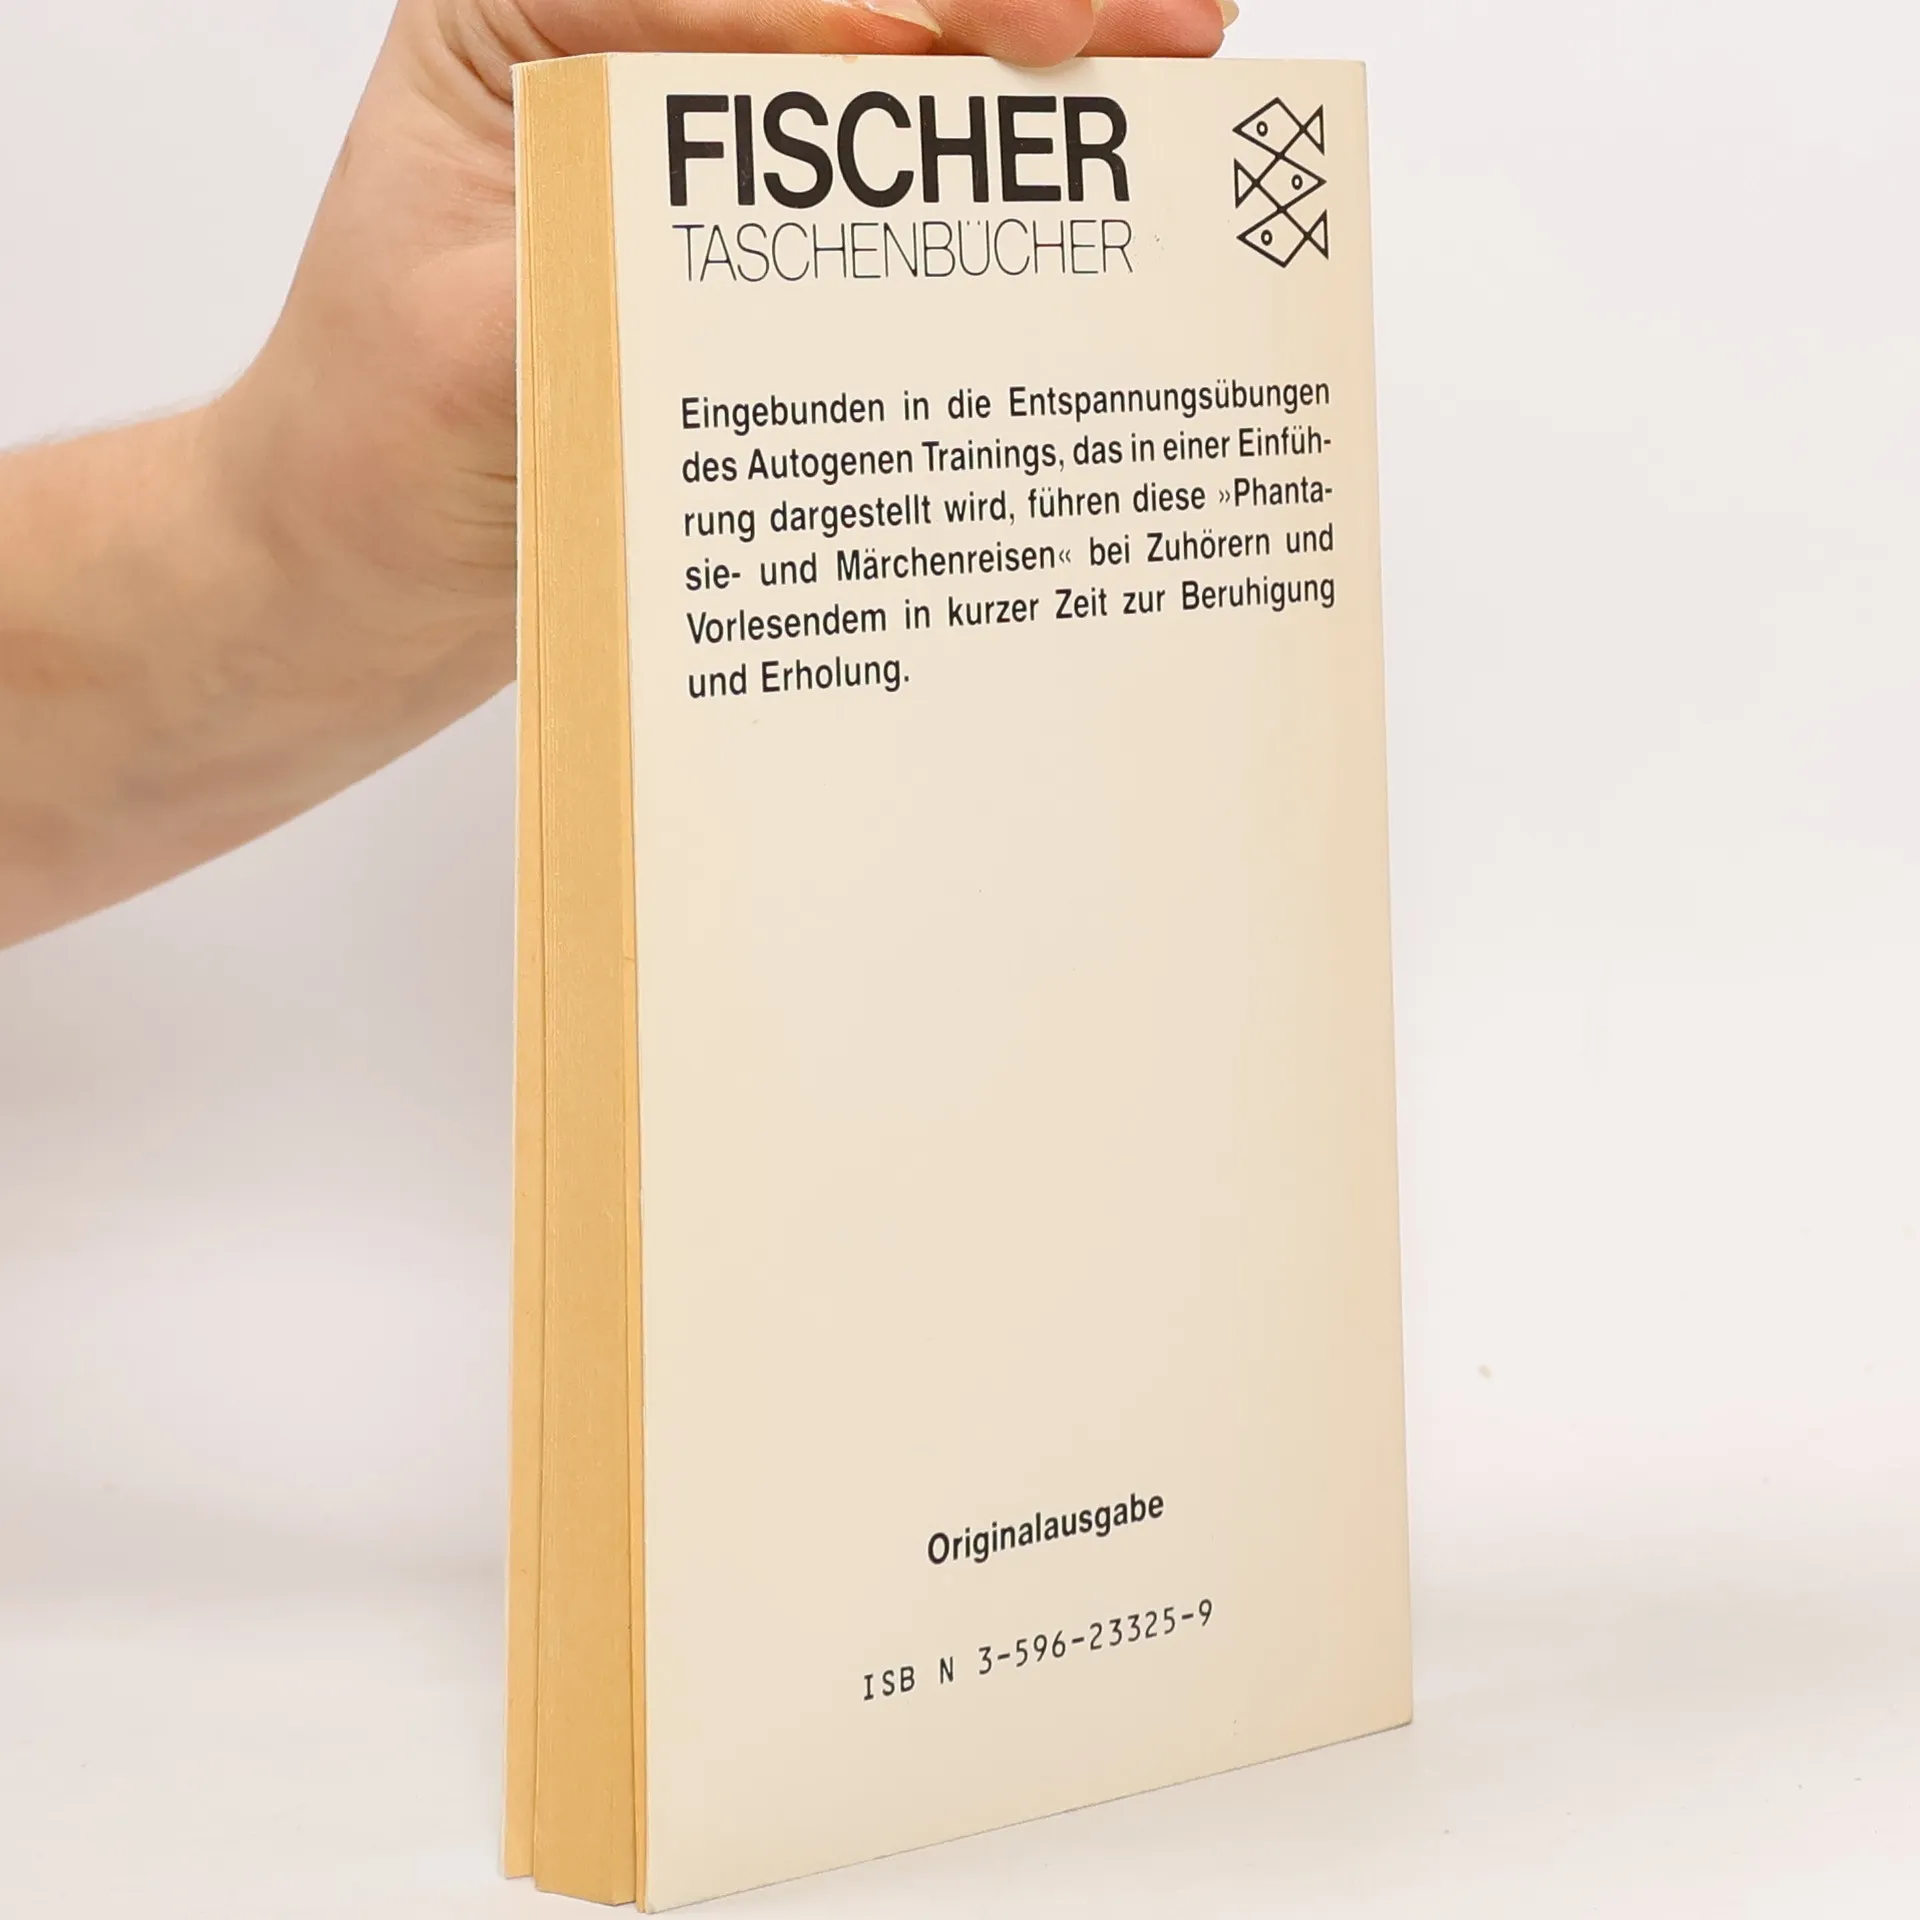 FISCHER
TASCHENBÜCHER
Eingebunden in die Entspannungsübungen
des Autogenen Trainings, das in einer Einfüh-
rung dargestellt wird, führen diese »Phanta-
sie- und Märchenreisen« bei Zuhörern und
Vorlesendem in kurzer Zeit zur Beruhigung
und Erholung.
Originalausgabe
ISB N 3-596-23325-9